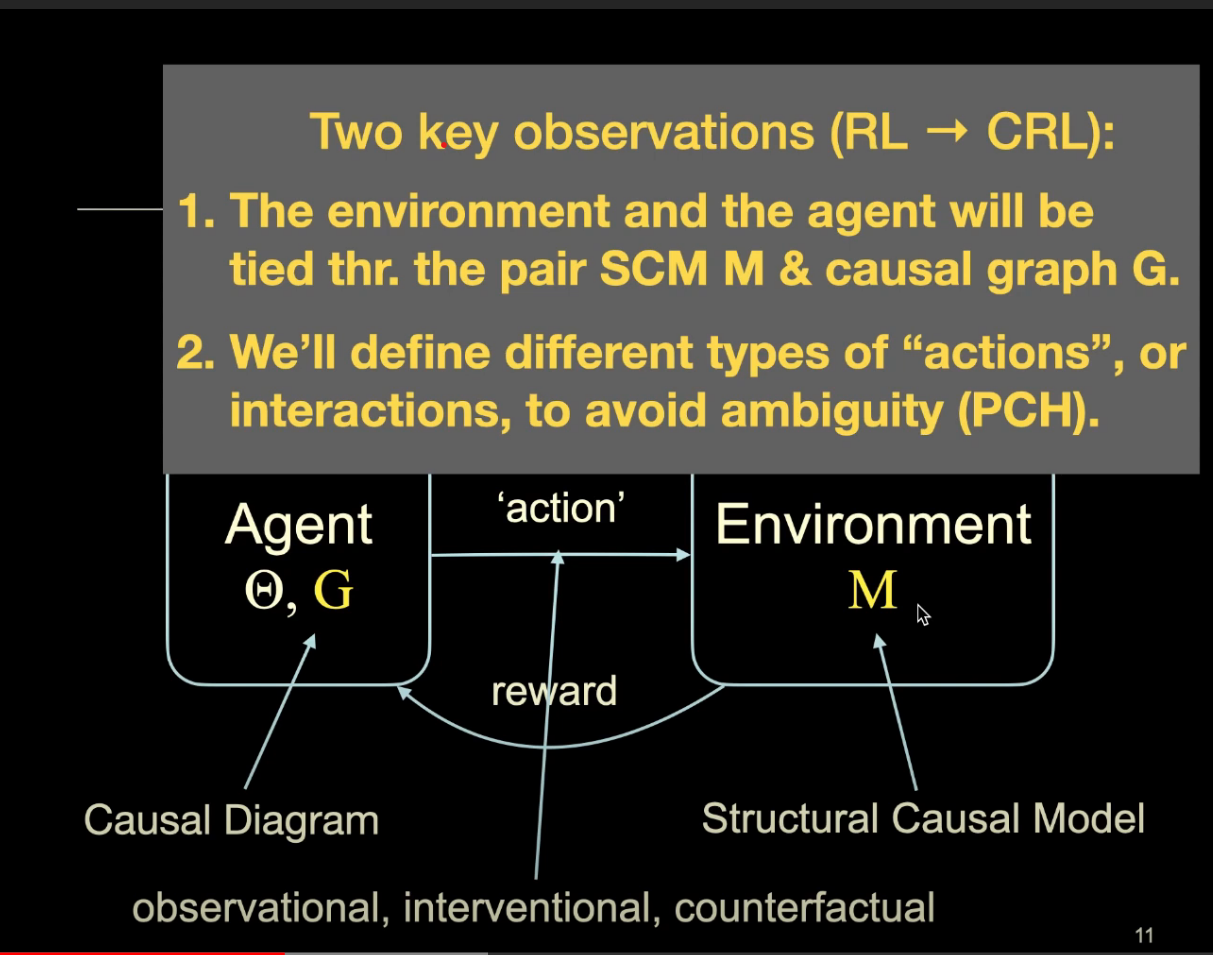 Two key observations (RL → CRL):
1. The environment and the agent will be
tied thr. the pair SCM M & causal graph G.
2. We'll define different types of “actions”, or
interactions, to avoid ambiguity (PCH).
Agent
Θ, G
‘action’
Environment
M
reward
Causal Diagram
Structural Causal Model
observational, interventional, counterfactual
11